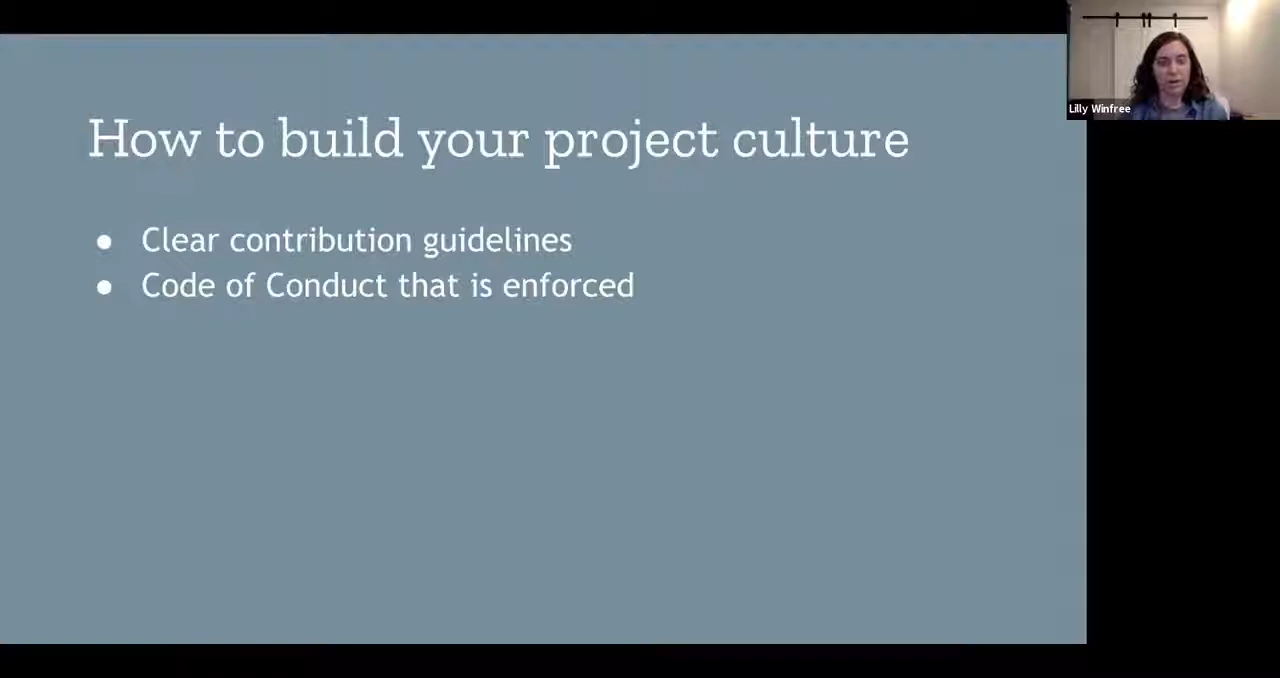 How to build your project culture
● Clear contribution guidelines
● Code of Conduct that is enforced
Lilly Winfree